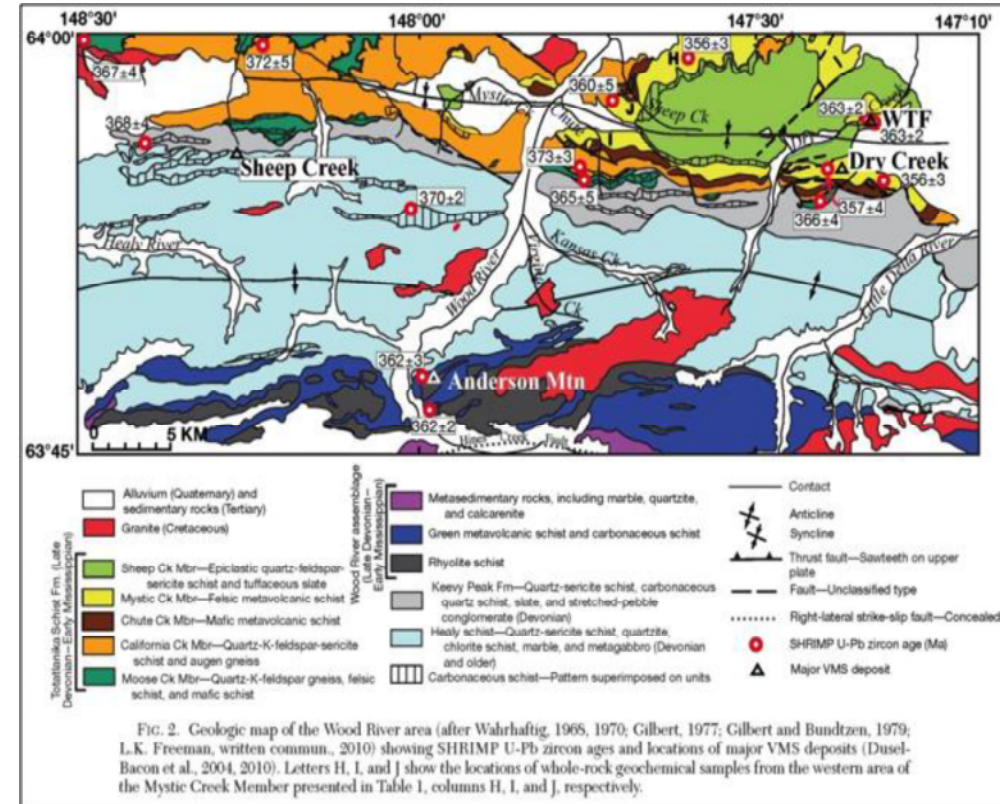 148°30'
148°00'
147°30'
147°10'
64°00'
367±4
372±5
360±5
356±3
H
J
Mystic Ck
Chute
Sheep Ck
363±2
WTF
363±2
368±4
Sheep Creek
373±3
Dry Creek
356±3
370±2
365±5
366±4
357±4
Healy River
Wood River
Virginia
Ck
Kansas Ck
Little Delta River
362±3
Anderson Mtn
362±2
Hines Creek Fault
0 5 KM
63°45'
Totatlanika Schist Fm. (Late
Devonian–Early Mississippian)
Alluvium (Quaternary) and
sedimentary rocks (Tertiary)
Granite (Cretaceous)
Sheep Ck Mbr—Epiclastic quartz-feldspar-
sericite schist and tuffaceous slate
Mystic Ck Mbr—Felsic metavolcanic schist
Chute Ck Mbr—Mafic metavolcanic schist
California Ck Mbr—Quartz-K-feldspar-sericite
schist and augen gneiss
Moose Ck Mbr—Quartz-K-feldspar gneiss, felsic
schist, and mafic schist
Wood River assemblage
(Late Devonian–
Early Mississippian)
Metasedimentary rocks, including marble, quartzite,
and calcarenite
Green metavolcanic schist and carbonaceous schist
Rhyolite schist
Keevy Peak Fm—Quartz-sericite schist, carbonaceous
quartz schist, slate, and stretched-pebble
conglomerate (Devonian)
Healy schist—Quartz-sericite schist, quartzite,
chlorite schist, marble, and metagabbro (Devonian
and older)
Carbonaceous schist—Pattern superimposed on units
Contact
Anticline
Syncline
Thrust fault—Sawteeth on upper
plate
Fault—Unclassified type
Right-lateral strike-slip fault—Concealed
SHRIMP U-Pb zircon age (Ma)
Major VMS deposit
FIG. 2. Geologic map of the Wood River area (after Wahrhaftig, 1968, 1970; Gilbert, 1977; Gilbert and Bundtzen, 1979;
L.K. Freeman, written commun., 2010) showing SHRIMP U-Pb zircon ages and locations of major VMS deposits (Dusel-
Bacon et al., 2004, 2010). Letters H, I, and J show the locations of whole-rock geochemical samples from the western area of
the Mystic Creek Member presented in Table 1, columns H, I, and J, respectively.